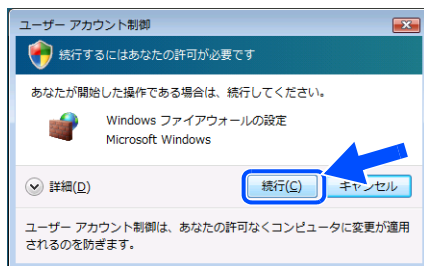 ユーザー アカウント制御
続行するにはあなたの許可が必要です
あなたが開始した操作である場合は、続行してください。
Windows ファイアウォールの設定
Microsoft Windows
詳細(D)
続行(C)
キャンセル
ユーザー アカウント制御は、あなたの許可なくコンピュータに変更が適用
されるのを防ぎます。